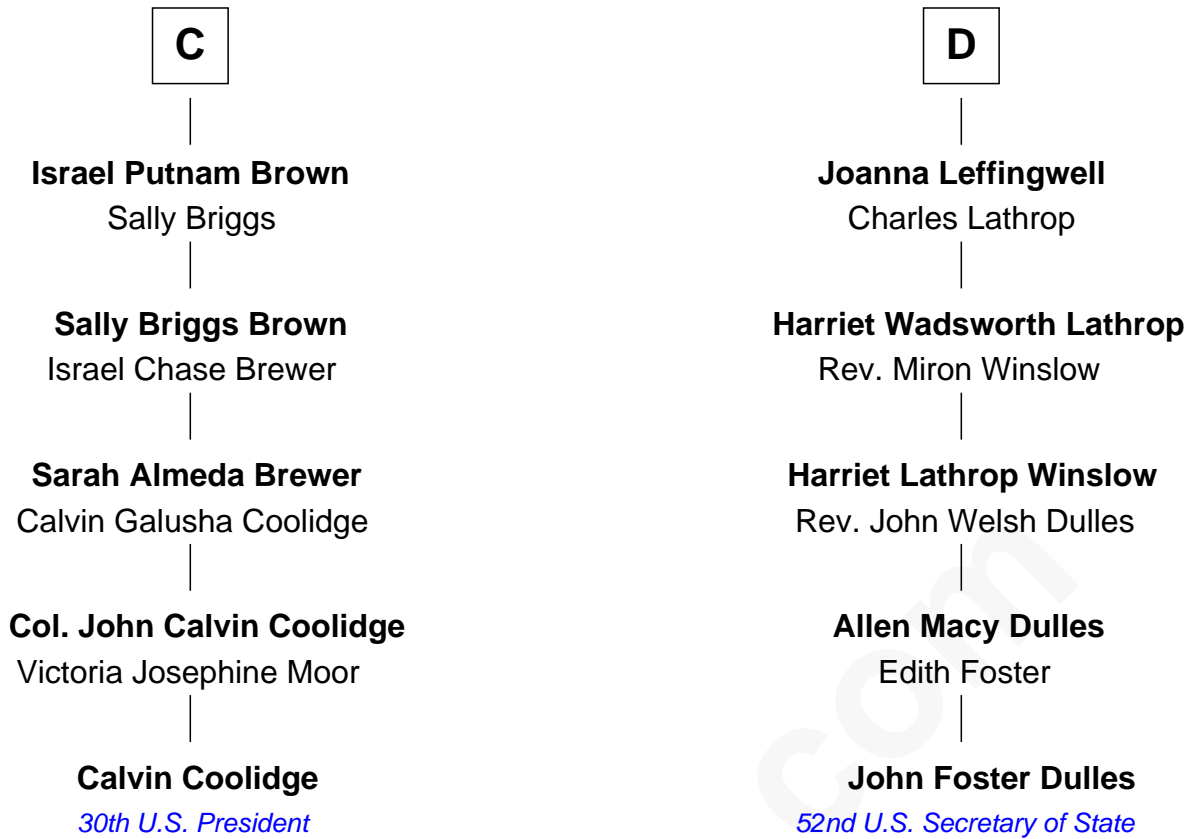 C
Israel Putnam Brown
Sally Briggs
Sally Briggs Brown
Israel Chase Brewer
Sarah Almeda Brewer
Calvin Galusha Coolidge
Col. John Calvin Coolidge
Victoria Josephine Moor
Calvin Coolidge
30th U.S. President
D
Joanna Leffingwell
Charles Lathrop
Harriet Wadsworth Lathrop
Rev. Miron Winslow
Harriet Lathrop Winslow
Rev. John Welsh Dulles
Allen Macy Dulles
Edith Foster
John Foster Dulles
52nd U.S. Secretary of State
com